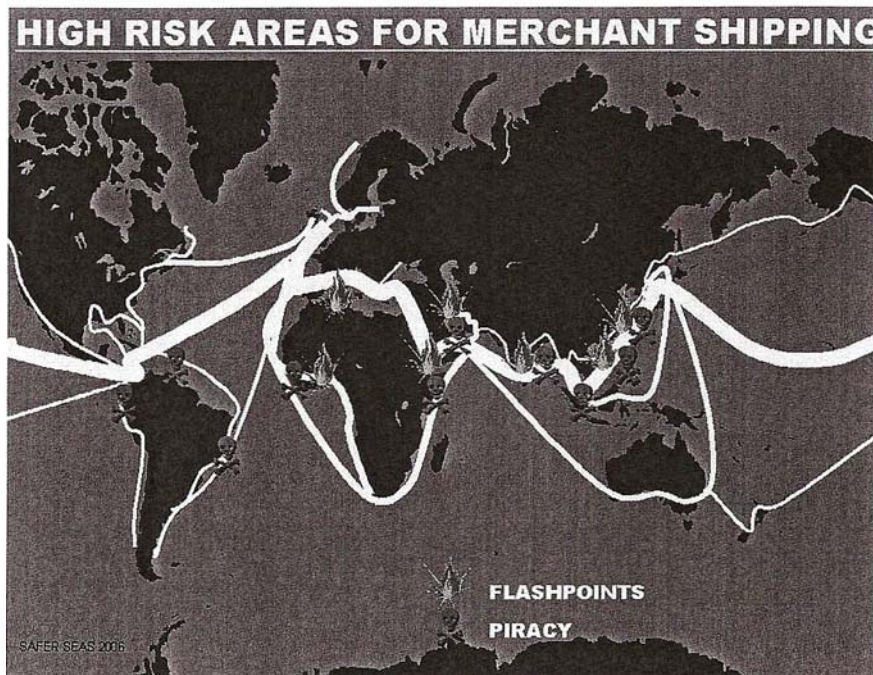 HIGH RISK AREAS FOR MERCHANT SHIPPING
FLASHPOINTS
PIRACY
SAFER SEAS 2006